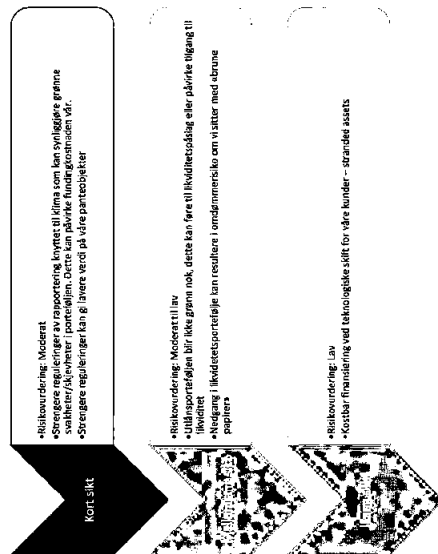 Kort sikt
•Risikovurdering: Moderat
•Strengere reguleringer av rapportering knyttet til klima som kan synliggjøre grønne
svakheter/skjevheter i porteføljen. Dette kan påvirke fundingkostnaden vår.
•Strengere reguleringer kan gi lavere verdi på våre panteobjekter
•Risikovurdering: Moderat til lav
•Utlånsporteføljen blir ikke grønn nok, dette kan føre til likviditetspåslag eller påvirke tilgang til
likviditet
•Nedgang i likvidetetsportefølje kan resultere i omdømmerisiko om vi sitter med «brune
papirer»
•Risikovurdering: Lav
•Kostbar finansiering ved teknologiske skift for våre kunder – stranded assets